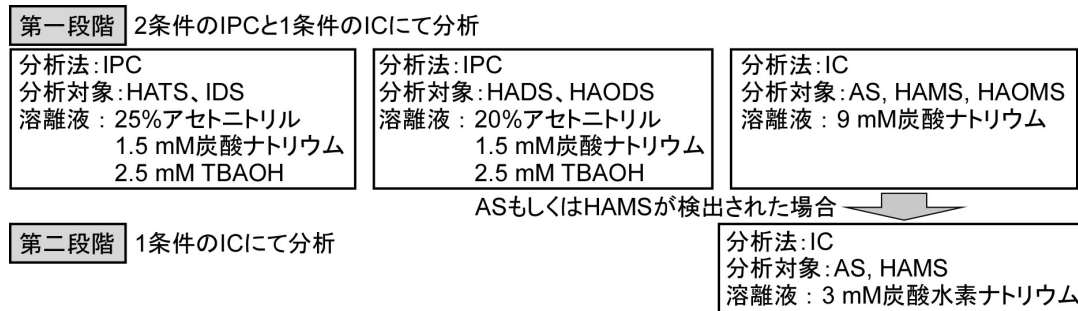 第一段階 2条件のIPCと1条件のICにて分析
分析法:IPC
分析対象:HATS、IDS
溶離液：25%アセトニトリル
1.5 mM炭酸ナトリウム
2.5 mM TBAOH
分析法:IPC
分析対象:HADS、HAODS
溶離液：20%アセトニトリル
1.5 mM炭酸ナトリウム
2.5 mM TBAOH
分析法:IC
分析対象:AS, HAMS, HAOMS
溶離液：9 mM炭酸ナトリウム
ASもしくはHAMSが検出された場合
第二段階 1条件のICにて分析
分析法:IC
分析対象:AS, HAMS
溶離液：3 mM炭酸水素ナトリウム